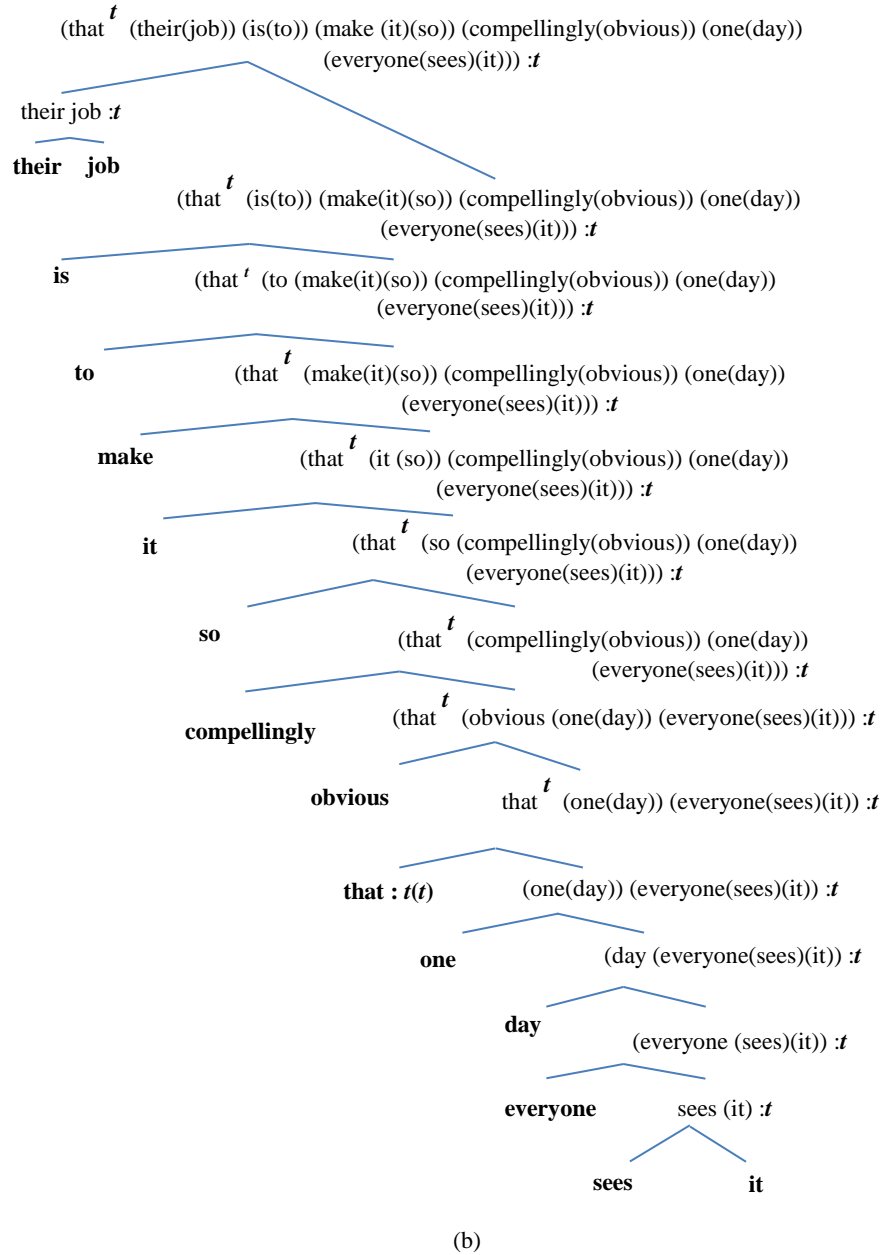 (that t (their(job)) (is(to)) (make (it)(so)) (compellingly(obvious)) (one(day))
(everyone(sees)(it))) :t
their job :t
their job
(that t (is(to)) (make(it)(so)) (compellingly(obvious)) (one(day))
(everyone(sees)(it))) :t
is
(that t (to (make(it)(so)) (compellingly(obvious)) (one(day))
(everyone(sees)(it))) :t
to
(that t (make(it)(so)) (compellingly(obvious)) (one(day))
(everyone(sees)(it))) :t
make
(that t (it (so)) (compellingly(obvious)) (one(day))
(everyone(sees)(it))) :t
it
(that t (so (compellingly(obvious)) (one(day))
(everyone(sees)(it))) :t
so
(that t (compellingly(obvious)) (one(day))
(everyone(sees)(it))) :t
compellingly
(that t (obvious (one(day)) (everyone(sees)(it))) :t
obvious
that t (one(day)) (everyone(sees)(it)) :t
that : t(t)
(one(day)) (everyone(sees)(it)) :t
one
(day (everyone(sees)(it)) :t
day
(everyone (sees)(it)) :t
everyone
sees (it) :t
sees it
(b)